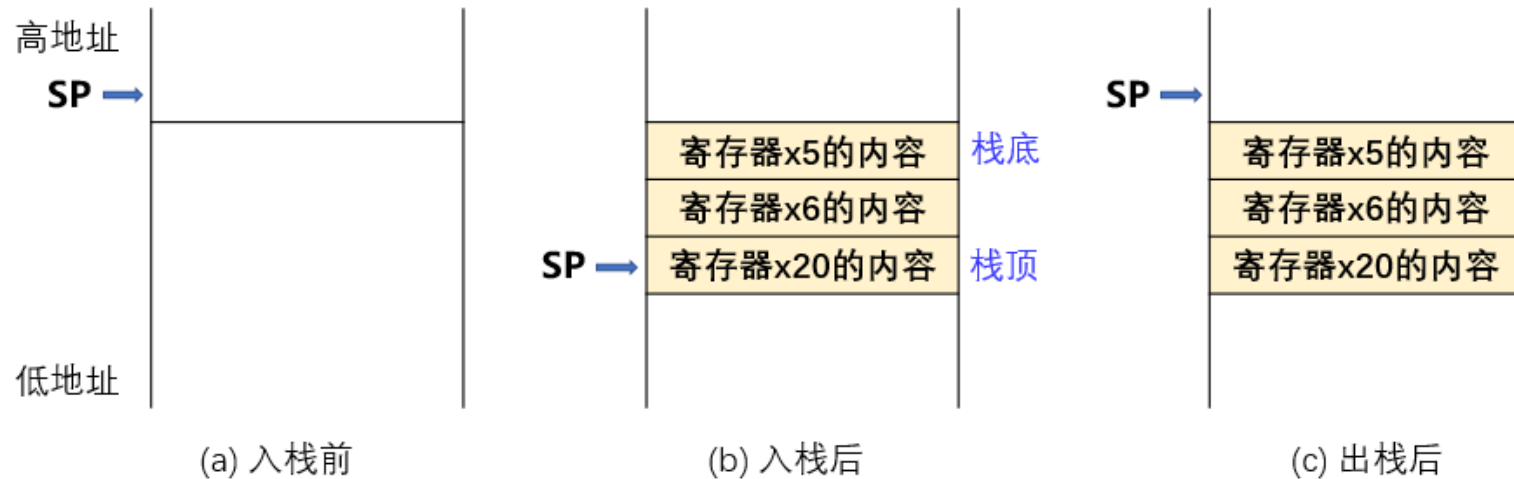 高地址
SP
低地址
(a) 入栈前
寄存器x5的内容
栈底
寄存器x6的内容
SP
寄存器x20的内容
栈顶
(b) 入栈后
SP
寄存器x5的内容
寄存器x6的内容
寄存器x20的内容
(c) 出栈后